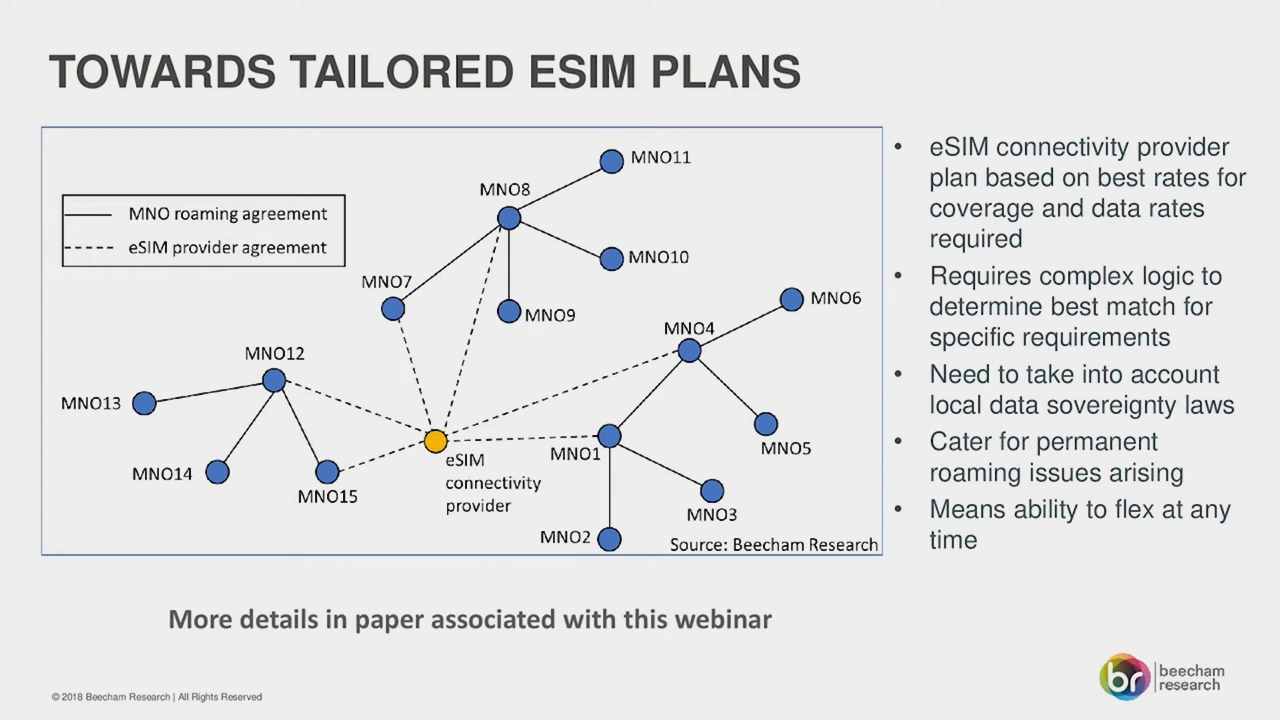 TOWARDS TAILORED ESIM PLANS
MNO roaming agreement
eSIM provider agreement
MNO11
MNO8
MNO10
MNO7
MNO9
MNO6
MNO4
MNO12
MNO13
MNO14
MNO15
eSIM
connectivity
provider
MNO1
MNO5
MNO3
MNO2
Source: Beecham Research
• eSIM connectivity provider
plan based on best rates for
coverage and data rates
required
• Requires complex logic to
determine best match for
specific requirements
• Need to take into account
local data sovereignty laws
• Cater for permanent
roaming issues arising
• Means ability to flex at any
time
More details in paper associated with this webinar
© 2018 Beecham Research | All Rights Reserved
br
beecham
research